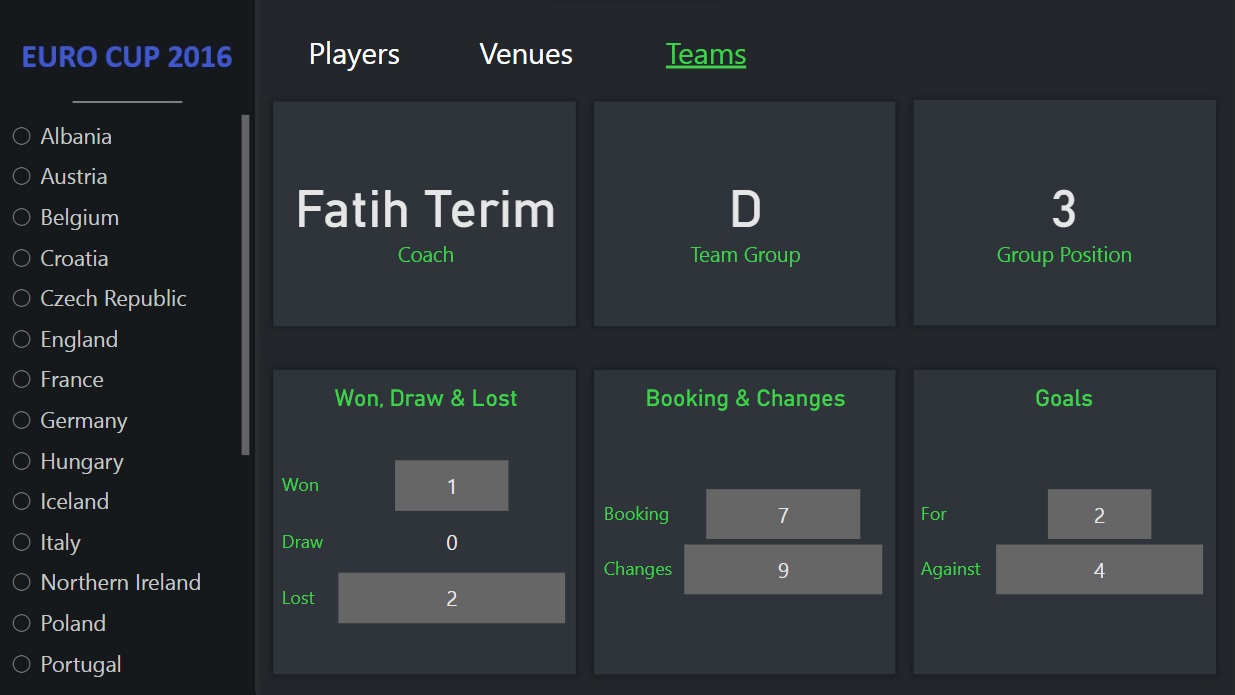 EURO CUP 2016
Albania
Austria
Belgium
Croatia
Czech Republic
England
France
Germany
Hungary
Iceland
Italy
Northern Ireland
Poland
Portugal
Players Venues Teams
Fatih Terim
Coach
D
Team Group
3
Group Position
Won, Draw & Lost
Won 1
Draw 0
Lost 2
Booking & Changes
Booking 7
Changes 9
Goals
For 2
Against 4